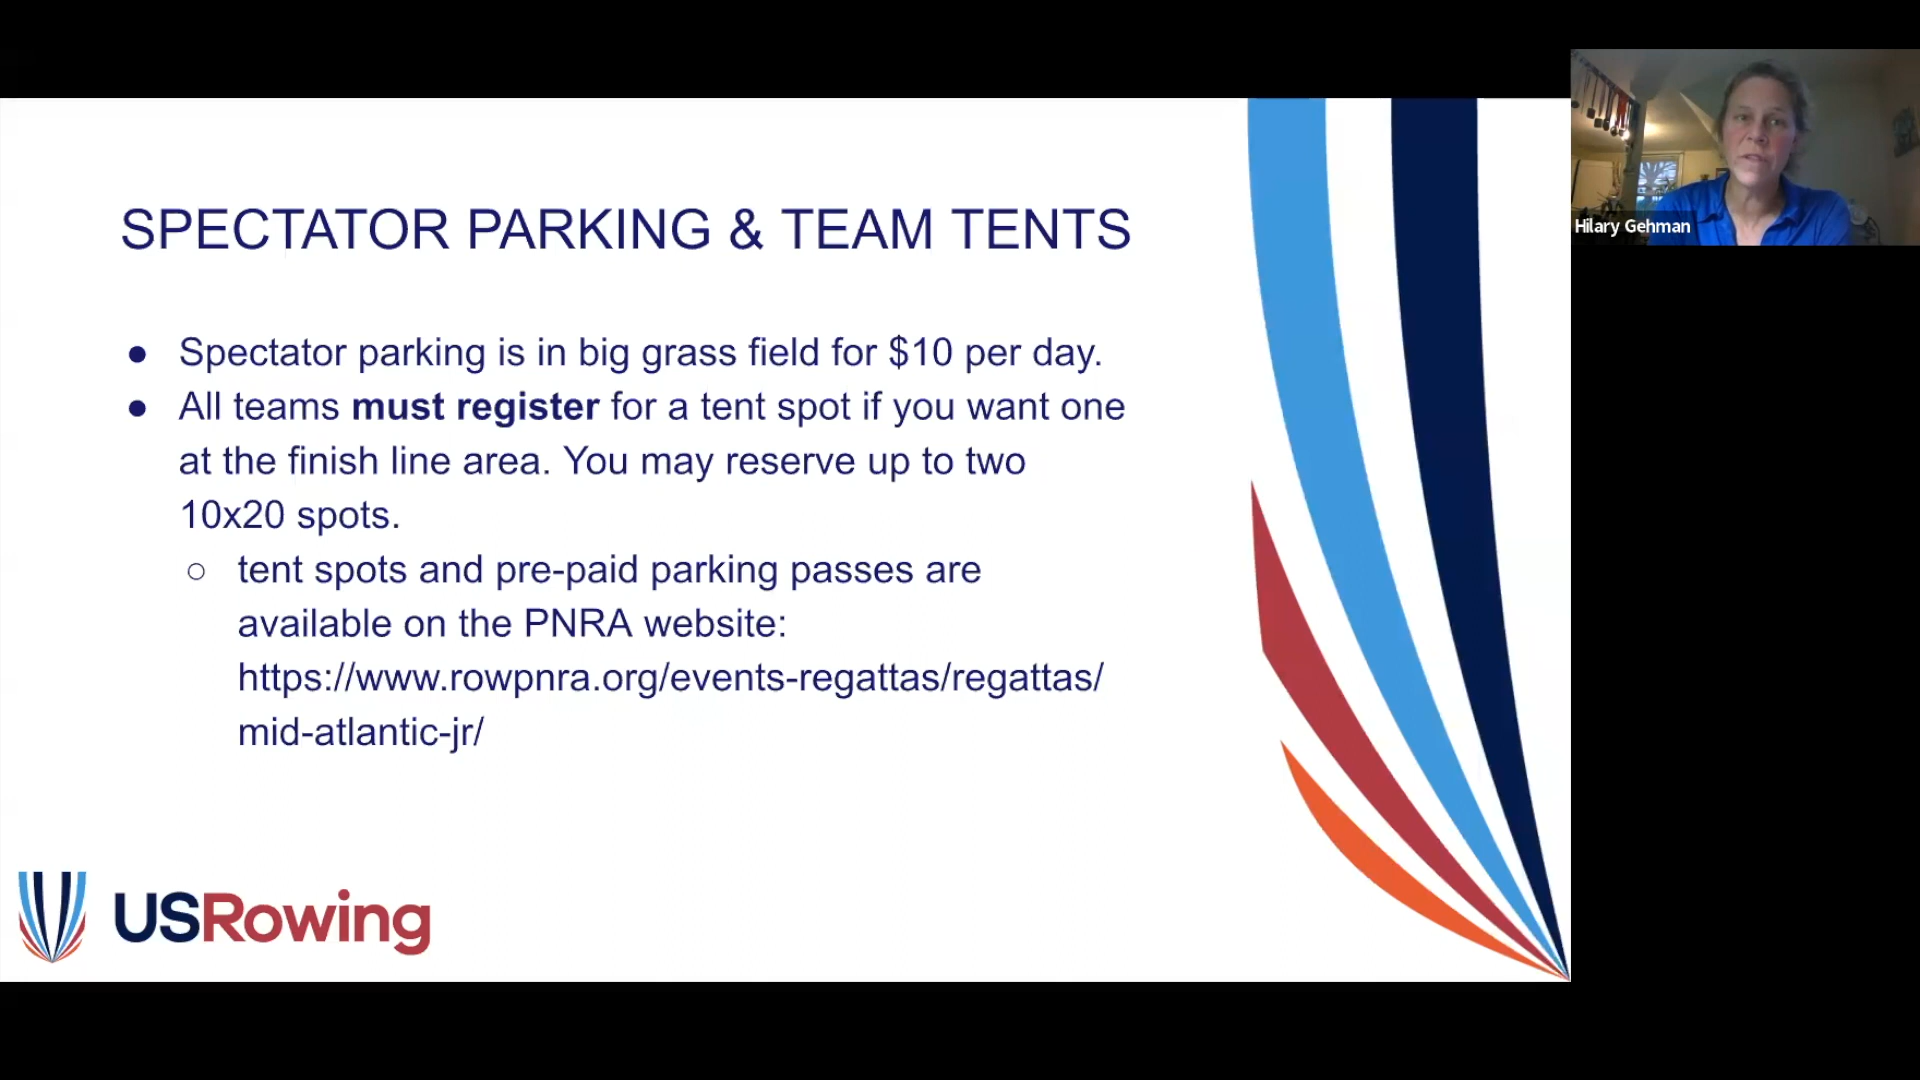 SPECTATOR PARKING & TEAM TENTS
● Spectator parking is in big grass field for $10 per day.
● All teams must register for a tent spot if you want one
at the finish line area. You may reserve up to two
10x20 spots.
○ tent spots and pre-paid parking passes are
available on the PNRA website:
https://www.rowpnra.org/events-regattas/regattas/
mid-atlantic-jr/
USRowing
Hilary Gehman